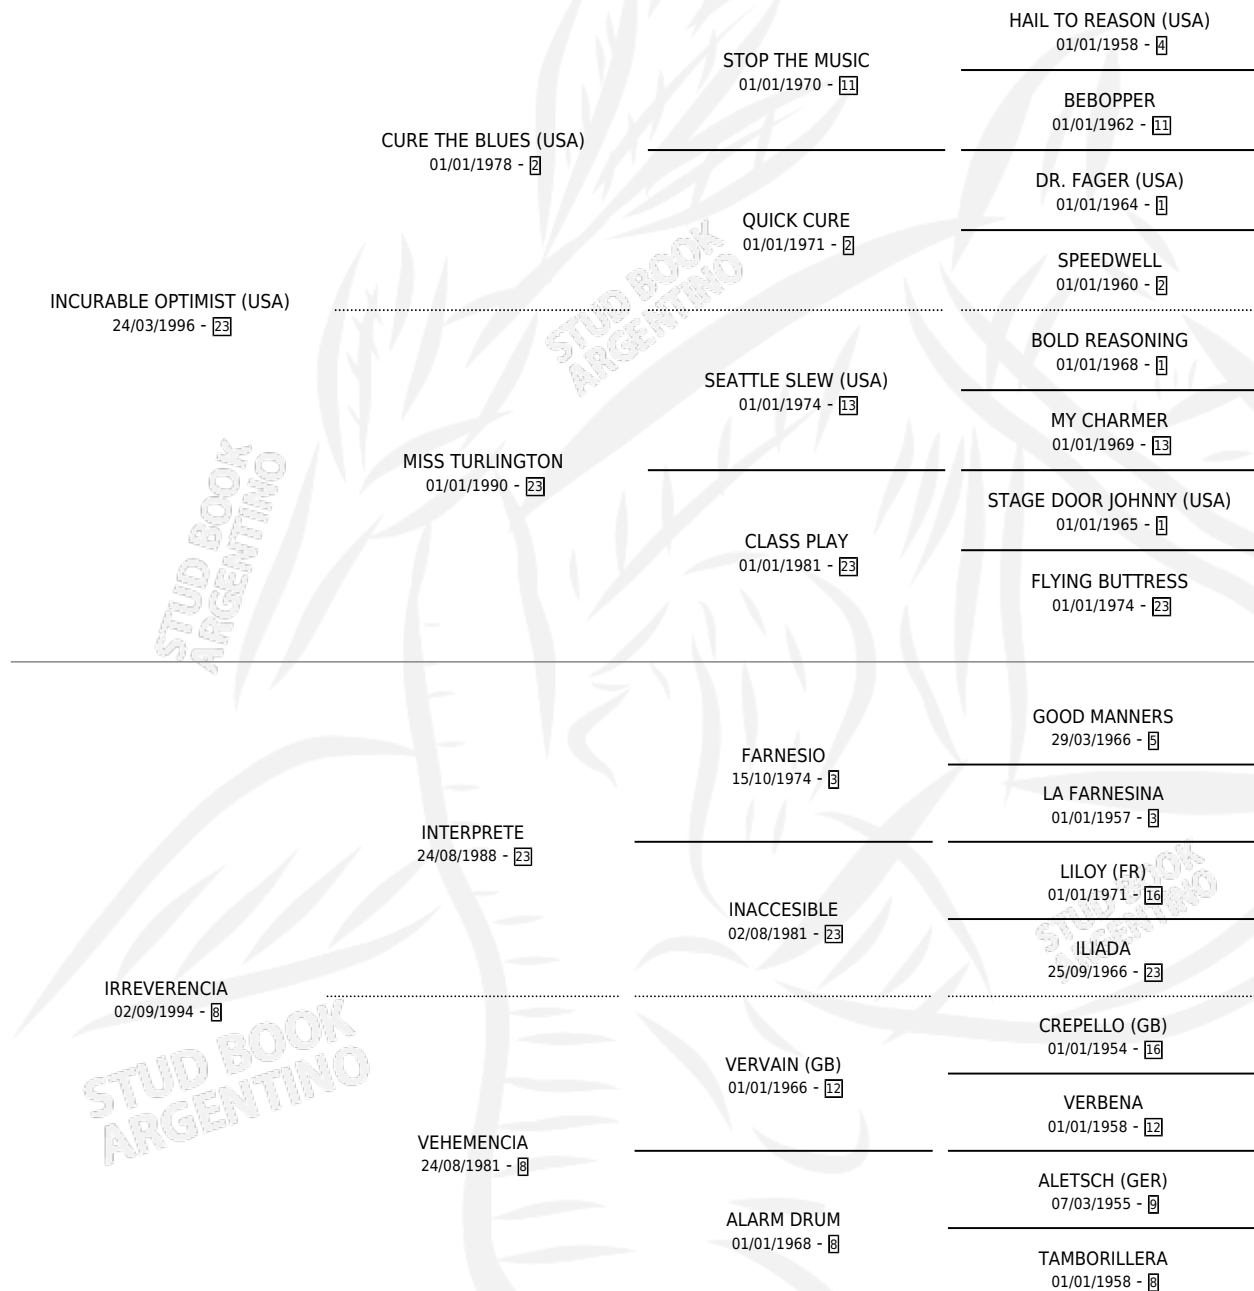 HAIL TO REASON (USA)
01/01/1958 - 4
STOP THE MUSIC
01/01/1970 - 11
BEBOPPER
01/01/1962 - 11
CURE THE BLUES (USA)
01/01/1978 - 2
DR. FAGER (USA)
01/01/1964 - 1
QUICK CURE
01/01/1971 - 2
SPEEDWELL
01/01/1960 - 2
INCURABLE OPTIMIST (USA)
24/03/1996 - 23
BOLD REASONING
01/01/1968 - 1
SEATTLE SLEW (USA)
01/01/1974 - 13
MY CHARMER
01/01/1969 - 13
MISS TURLINGTON
01/01/1990 - 23
STAGE DOOR JOHNNY (USA)
01/01/1965 - 1
CLASS PLAY
01/01/1981 - 23
FLYING BUTTRESS
01/01/1974 - 23
GOOD MANNERS
29/03/1966 - 5
FARNESIO
15/10/1974 - 3
LA FARNESINA
01/01/1957 - 3
INTERPRETE
24/08/1988 - 23
LILOY (FR)
01/01/1971 - 16
INACCESIBLE
02/08/1981 - 23
ILIADA
25/09/1966 - 23
IRREVERENCIA
02/09/1994 - 8
CREPELLO (GB)
01/01/1954 - 16
VERVAIN (GB)
01/01/1966 - 12
VERBENA
01/01/1958 - 12
VEHEMENCIA
24/08/1981 - 8
ALETSCH (GER)
07/03/1955 - 9
ALARM DRUM
01/01/1968 - 8
TAMBORILLERA
01/01/1958 - 8
STUD BOOK
ARGENTINO
STUD BOOK
ARGENTINO
STUD BOOK
ARGENTINO
STUD BOOK
ARGENTINO